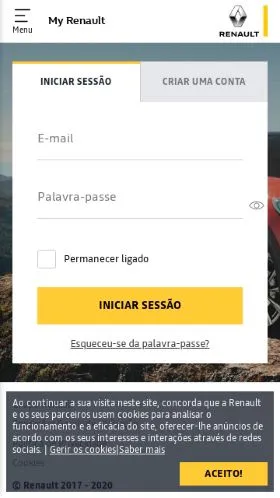 Menu
My Renault
RENAULT
INICIAR SESSÃO
CRIAR UMA CONTA
E-mail
Palavra-passe
Permanecer ligado
INICIAR SESSÃO
Esqueceu-se da palavra-passe?
Ao continuar a sua visita neste site, concorda que a Renault
e os seus parceiros usem cookies para analisar o
funcionamento e a eficácia do site, oferecer-lhe anúncios de
acordo com os seus interesses e interações através de redes
sociais. | Gerir os cookies|Saber mais
Cookies
ACEITO!
© Renault 2017 - 2020